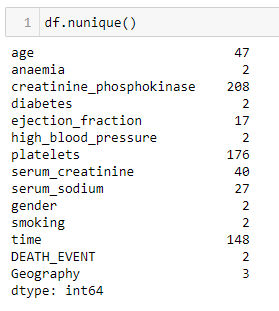 1 df.nunique()
age 47
anaemia 2
creatinine_phosphokinase 208
diabetes 2
ejection_fraction 17
high_blood_pressure 2
platelets 176
serum_creatinine 40
serum_sodium 27
gender 2
smoking 2
time 148
DEATH_EVENT 2
Geography 3
dtype: int64